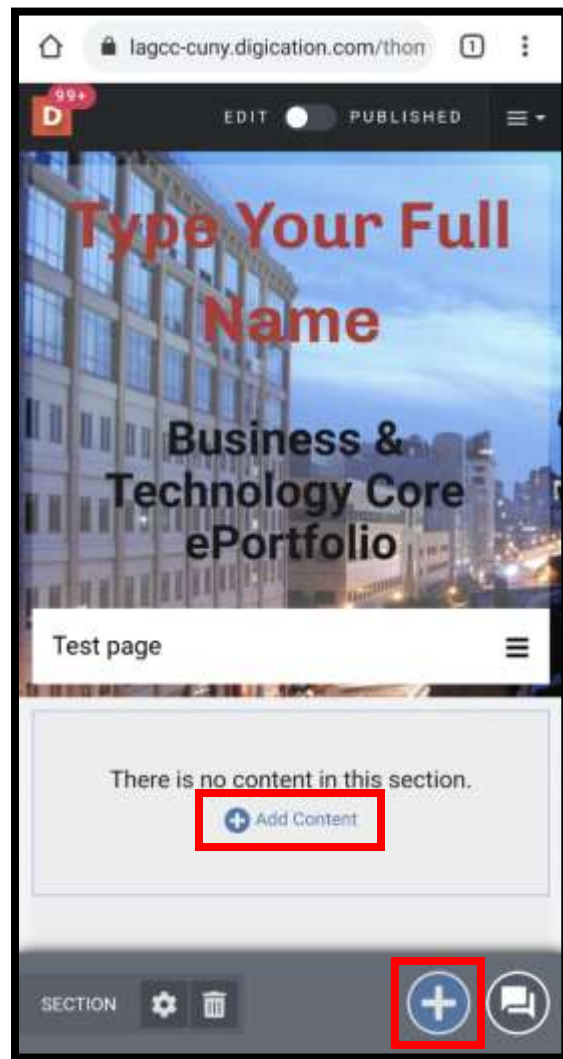 lagcc-cuny.digication.com/thom
1
99+
D
EDIT PUBLISHED
Type Your Full
Name
Business &
Technology Core
ePortfolio
Test page
There is no content in this section.
Add Content
SECTION